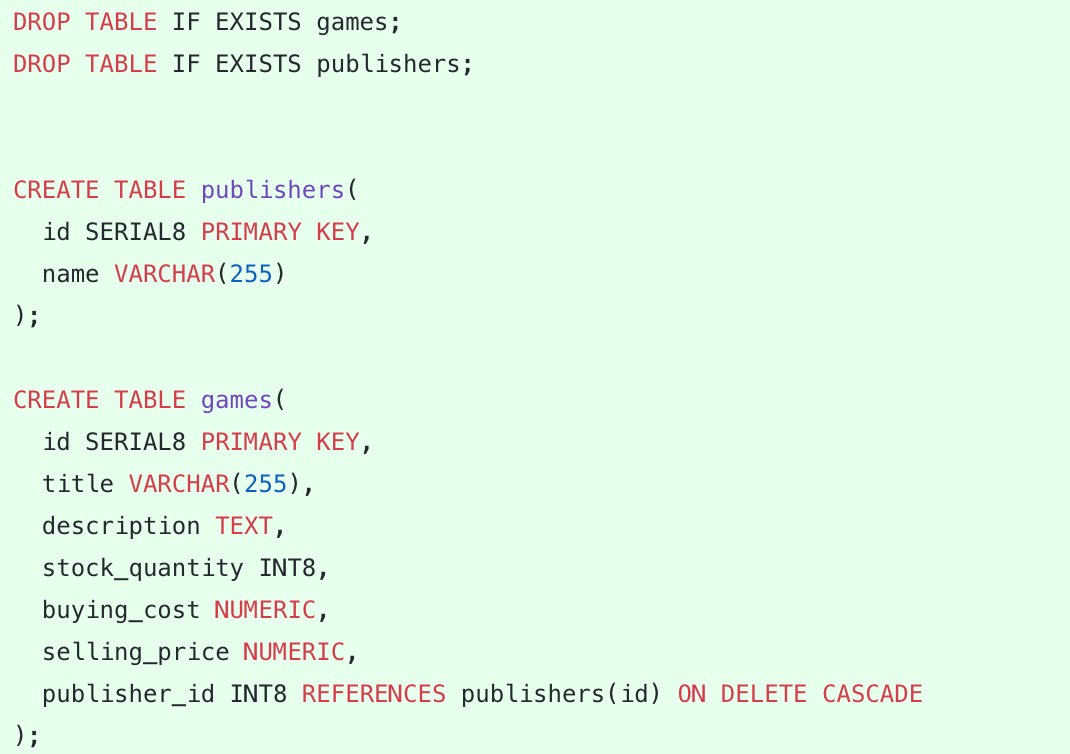 DROP TABLE IF EXISTS games;
DROP TABLE IF EXISTS publishers;
CREATE TABLE publishers(
  id SERIAL8 PRIMARY KEY,
  name VARCHAR(255)
);
CREATE TABLE games(
  id SERIAL8 PRIMARY KEY,
  title VARCHAR(255),
  description TEXT,
  stock_quantity INT8,
  buying_cost NUMERIC,
  selling_price NUMERIC,
  publisher_id INT8 REFERENCES publishers(id) ON DELETE CASCADE
);